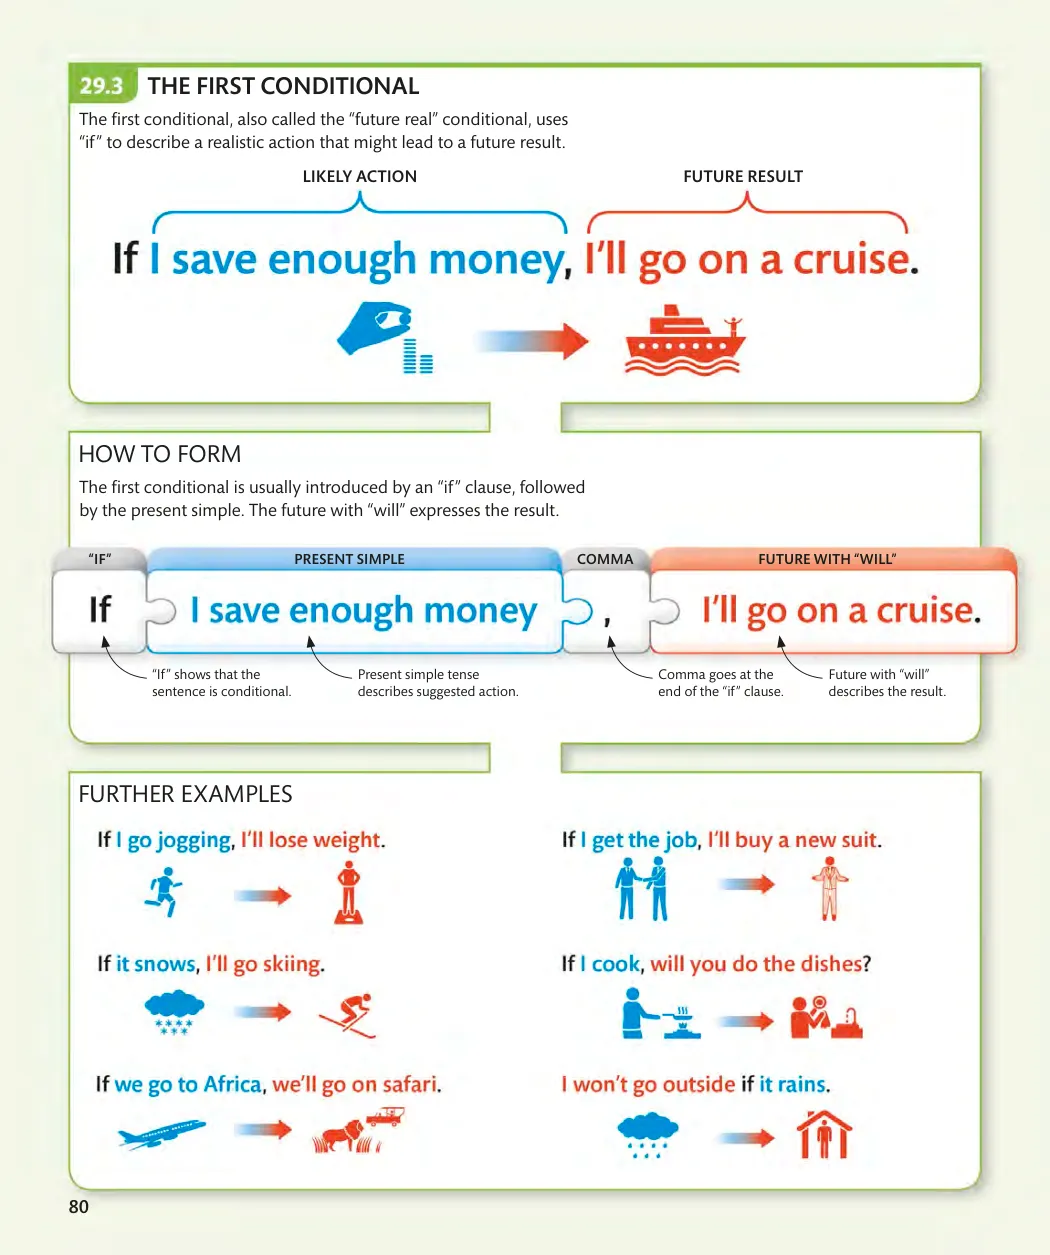 29.3 THE FIRST CONDITIONAL
The first conditional, also called the “future real” conditional, uses
“if” to describe a realistic action that might lead to a future result.
LIKELY ACTION FUTURE RESULT
If I save enough money, I’ll go on a cruise.
HOW TO FORM
The first conditional is usually introduced by an “if” clause, followed
by the present simple. The future with “will” expresses the result.
“IF” PRESENT SIMPLE COMMA FUTURE WITH “WILL”
If I save enough money , I’ll go on a cruise.
“If” shows that the
sentence is conditional.
Present simple tense
describes suggested action.
Comma goes at the
end of the “if” clause.
Future with “will”
describes the result.
FURTHER EXAMPLES
If I go jogging, I’ll lose weight.
If I get the job, I’ll buy a new suit.
If it snows, I’ll go skiing.
If I cook, will you do the dishes?
If we go to Africa, we’ll go on safari.
I won’t go outside if it rains.
80